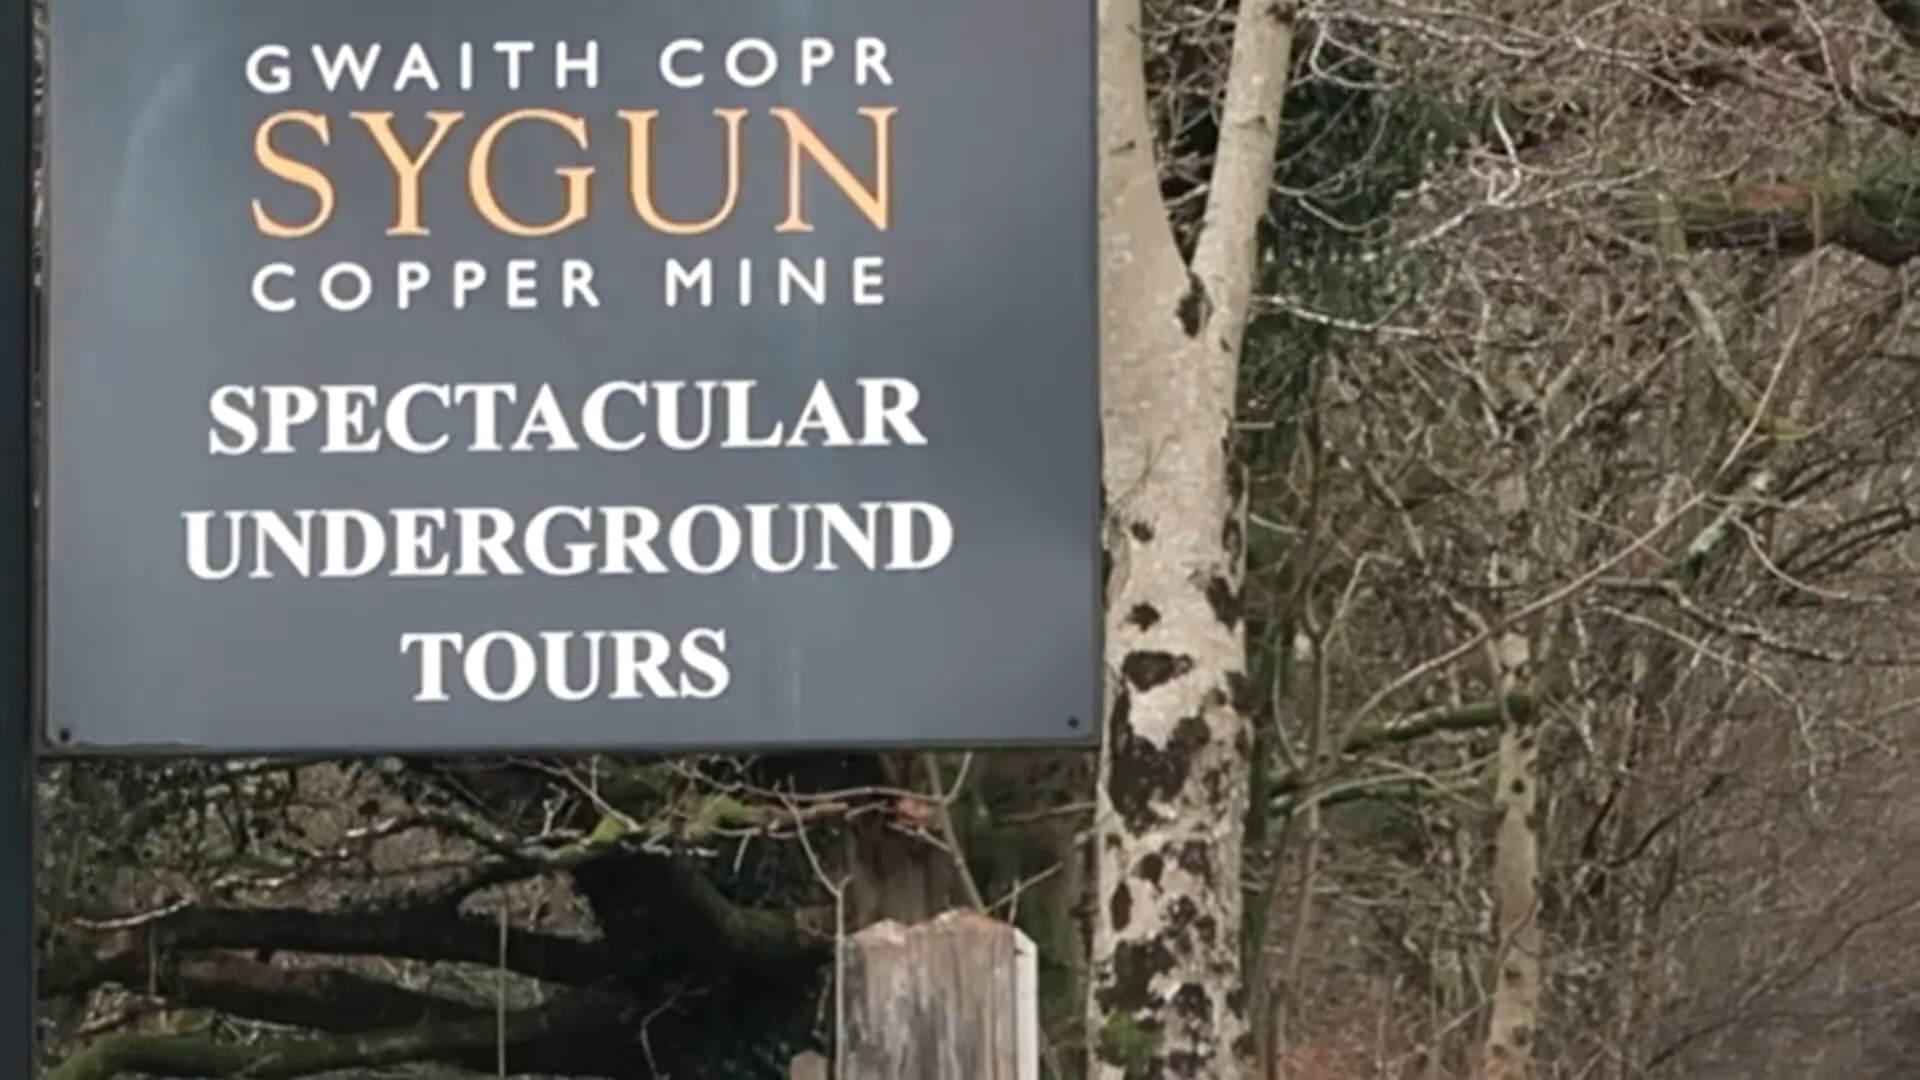 GWAITH COPR
SYGUN
COPPER MINE
SPECTACULAR
UNDERGROUND
TOURS